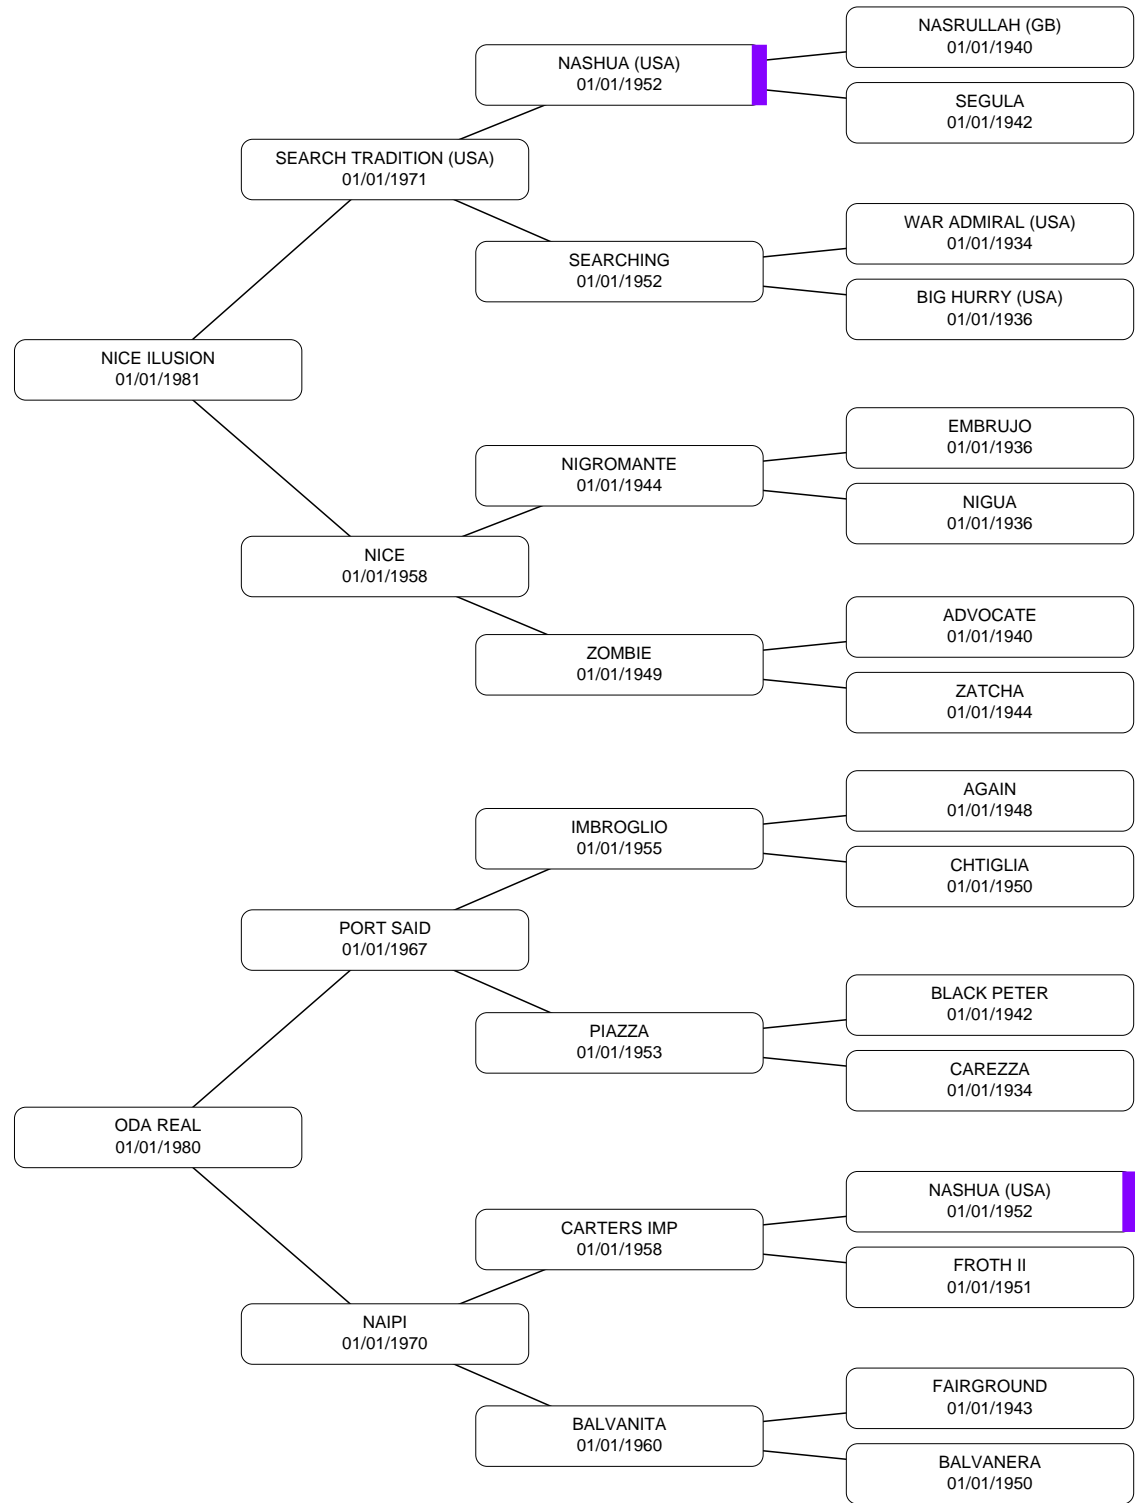 NASRULLAH (GB)
01/01/1940
NASHUA (USA)
01/01/1952
SEGULA
01/01/1942
SEARCH TRADITION (USA)
01/01/1971
WAR ADMIRAL (USA)
01/01/1934
SEARCHING
01/01/1952
BIG HURRY (USA)
01/01/1936
NICE ILUSION
01/01/1981
EMBRUJO
01/01/1936
NIGROMANTE
01/01/1944
NIGUA
01/01/1936
NICE
01/01/1958
ADVOCATE
01/01/1940
ZOMBIE
01/01/1949
ZATCHA
01/01/1944
AGAIN
01/01/1948
IMBROGLIO
01/01/1955
CHTIGLIA
01/01/1950
PORT SAID
01/01/1967
BLACK PETER
01/01/1942
PIAZZA
01/01/1953
CAREZZA
01/01/1934
ODA REAL
01/01/1980
NASHUA (USA)
01/01/1952
CARTERS IMP
01/01/1958
FROTH II
01/01/1951
NAIPI
01/01/1970
FAIRGROUND
01/01/1943
BALVANITA
01/01/1960
BALVANERA
01/01/1950